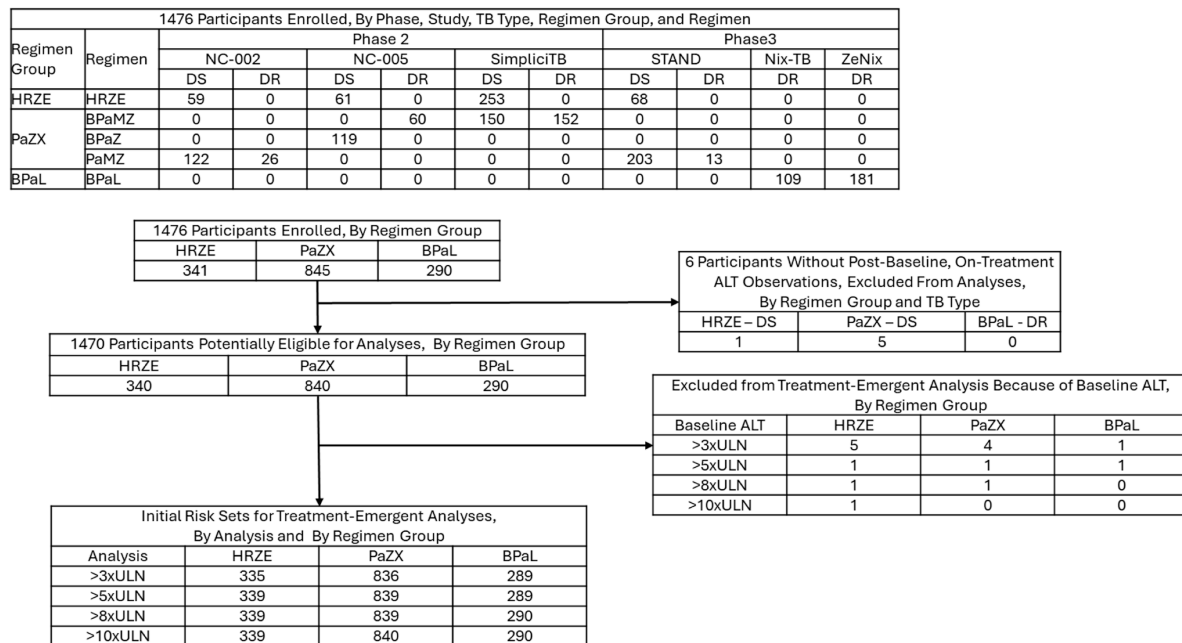 1476 Participants Enrolled, By Phase, Study, TB Type, Regimen Group, and Regimen
Regimen Group Regimen Phase 2 Phase3
NC-002 NC-005 SimpliciTB STAND Nix-TB ZeNix
DS DR DS DR DS DR DS DR DR DR
HRZE HRZE 59 0 61 0 253 0 68 0 0 0
PaZX BPaMZ 0 0 0 60 150 152 0 0 0 0
BPaZ 0 0 119 0 0 0 0 0 0 0
PaMZ 122 26 0 0 0 0 203 13 0 0
BPaL BPaL 0 0 0 0 0 0 0 0 109 181
1476 Participants Enrolled, By Regimen Group
HRZE PaZX BPaL
341 845 290
6 Participants Without Post-Baseline, On-Treatment
ALT Observations, Excluded From Analyses,
By Regimen Group and TB Type
HRZE – DS PaZX – DS BPaL - DR
1 5 0
1470 Participants Potentially Eligible for Analyses, By Regimen Group
HRZE PaZX BPaL
340 840 290
Excluded from Treatment-Emergent Analysis Because of Baseline ALT,
By Regimen Group
Baseline ALT HRZE PaZX BPaL
>3xULN 5 4 1
>5xULN 1 1 1
>8xULN 1 1 0
>10xULN 1 0 0
Initial Risk Sets for Treatment-Emergent Analyses,
By Analysis and By Regimen Group
Analysis HRZE PaZX BPaL
>3xULN 335 836 289
>5xULN 339 839 289
>8xULN 339 839 290
>10xULN 339 840 290